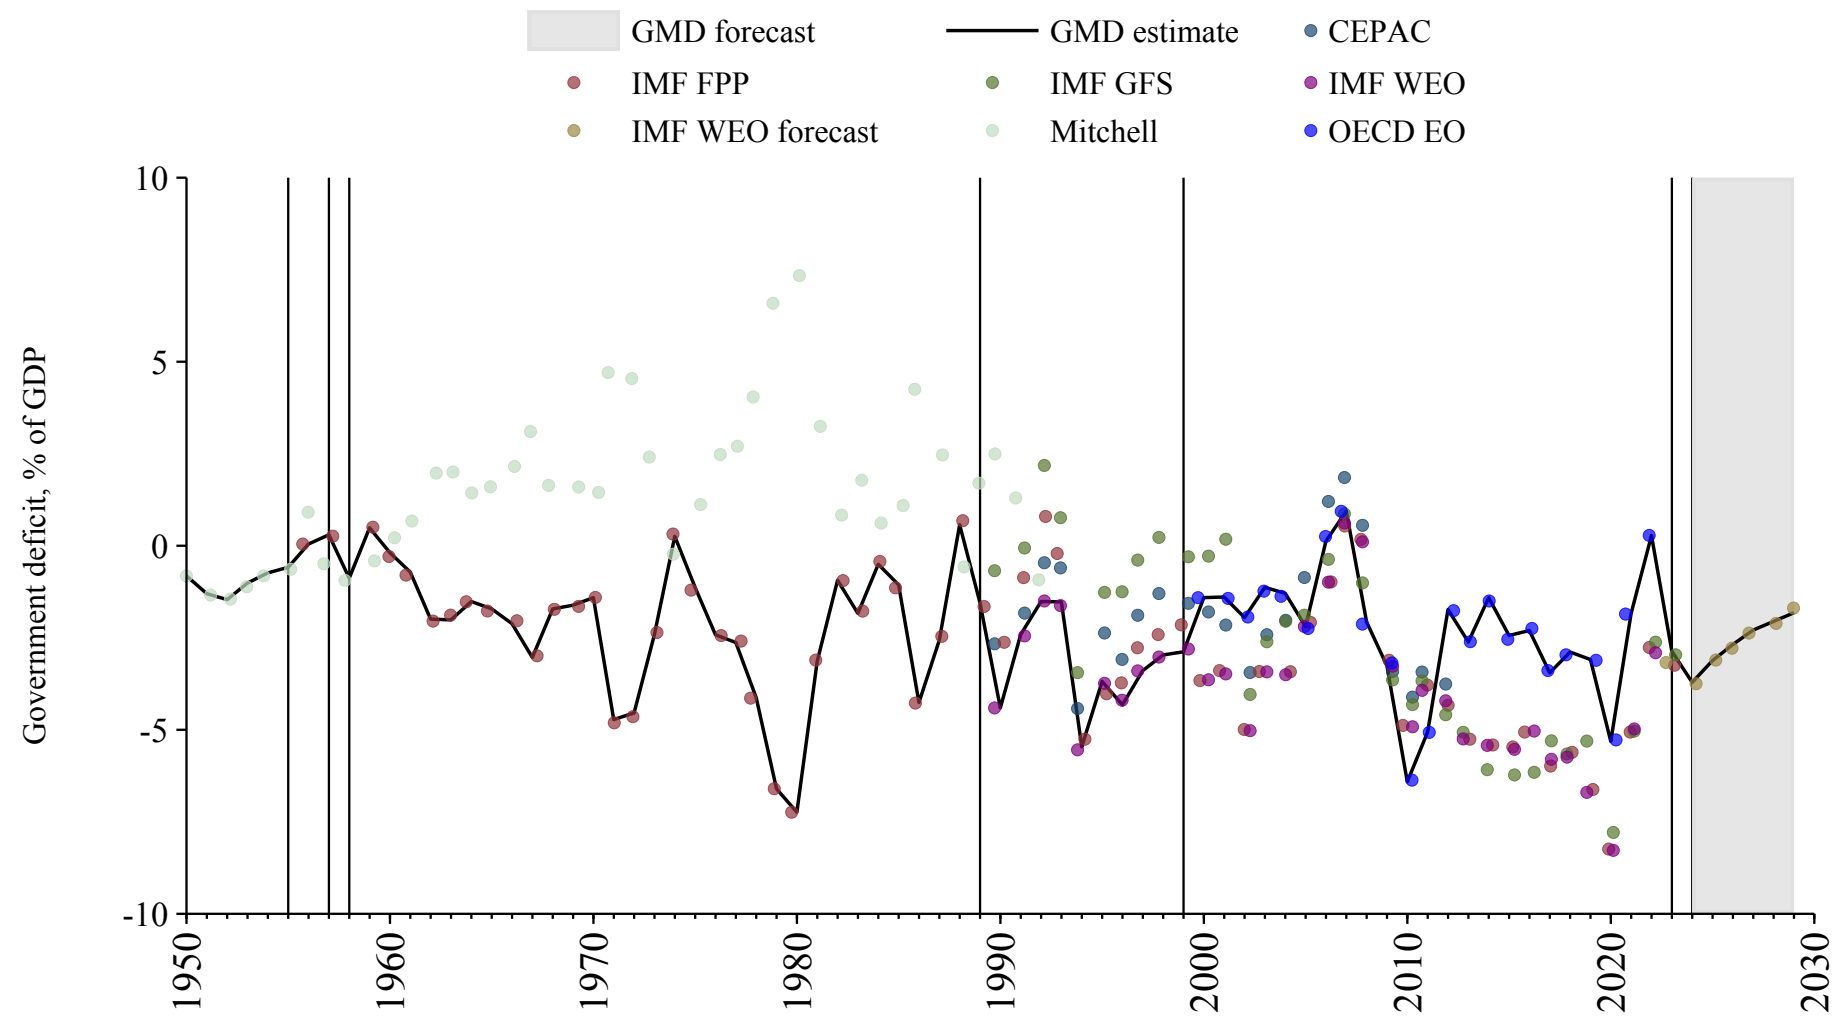 GMD forecast GMD estimate CEPAC
IMF FPP IMF GFS IMF WEO
IMF WEO forecast Mitchell OECD EO
Government deficit, % of GDP
10
5
0
-5
-10
1950 1960 1970 1980 1990 2000 2010 2020 2030